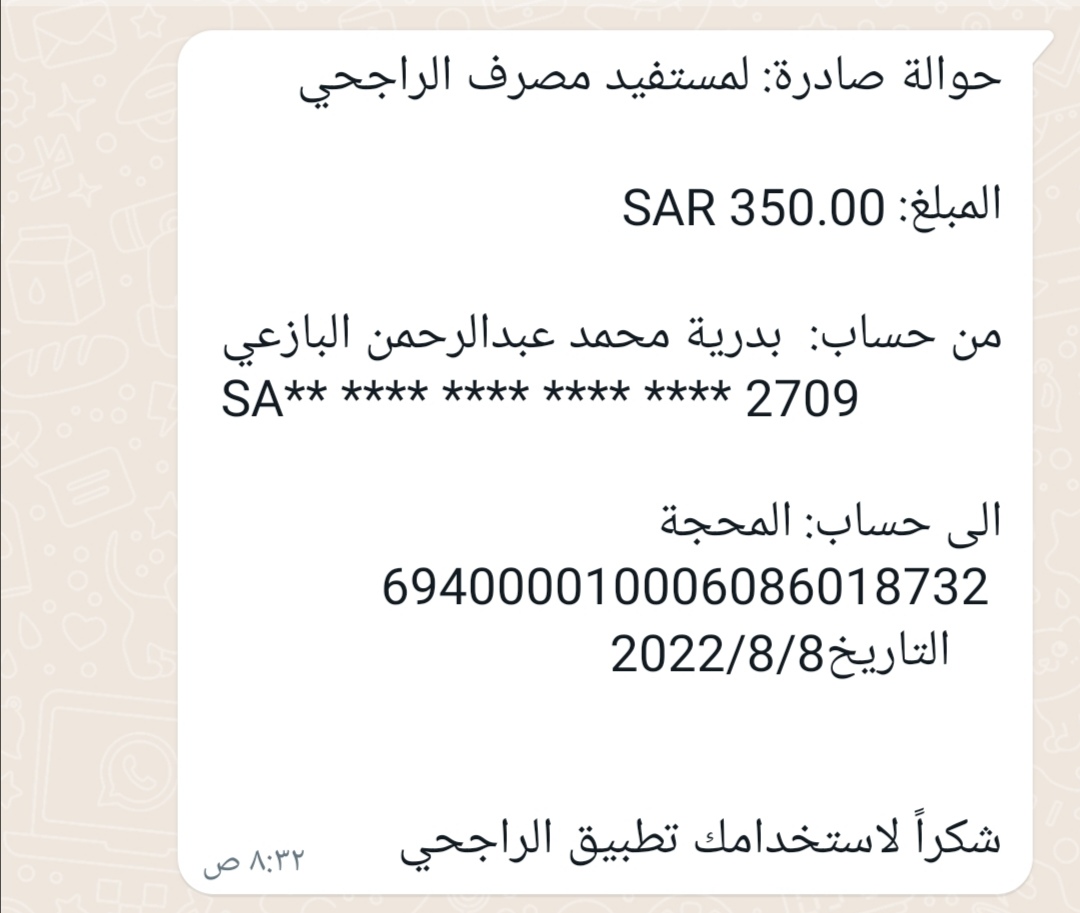 حوالة صادرة: لمستفيد مصرف الراجحي
المبلغ: SAR 350.00
من حساب: بدرية محمد عبدالرحمن البازعي
SA** **** **** **** **** 2709
الى حساب: المحجة
694000010006086018732
التاريخ2022/8/8
شكراً لاستخدامك تطبيق الراجحي
٨:٣٢ ص